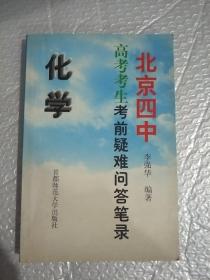 北京四中
高考考生考前疑难问答笔录
化学
李强华 编著
首都师范大学出版社